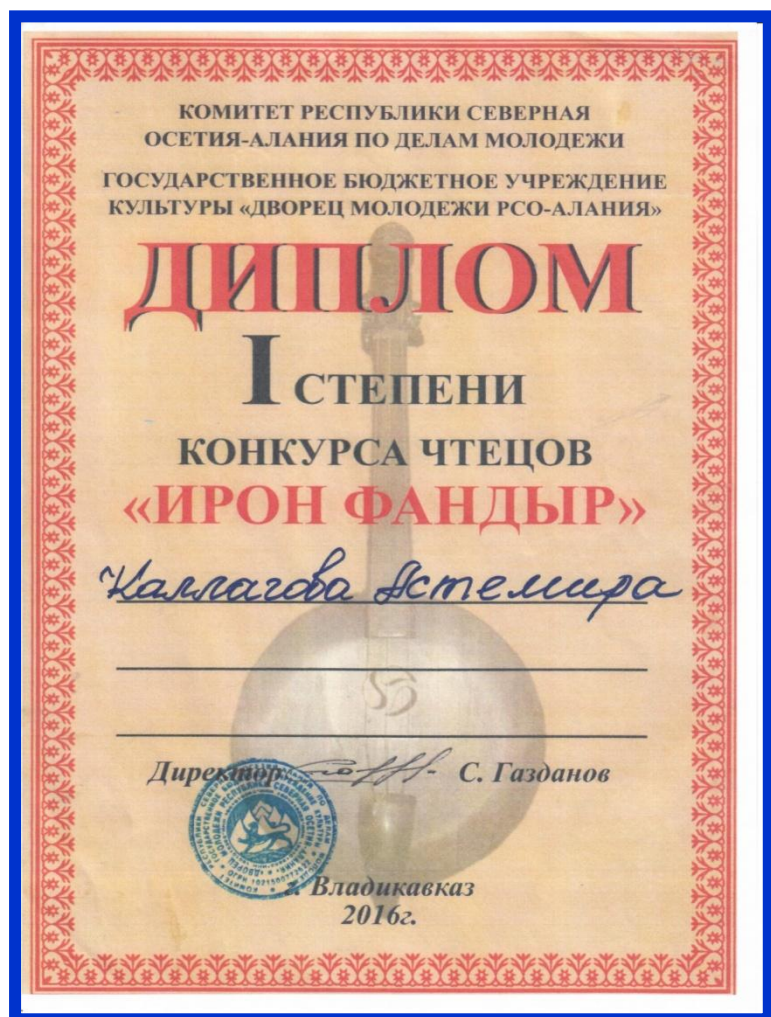 КОМИТЕТ РЕСПУБЛИКИ СЕВЕРНАЯ
ОСЕТИЯ-АЛАНИЯ ПО ДЕЛАМ МОЛОДЕЖИ
ГОСУДАРСТВЕННОЕ БЮДЖЕТНОЕ УЧРЕЖДЕНИЕ
КУЛЬТУРЫ «ДВОРЕЦ МОЛОДЕЖИ РСО-АЛАНИЯ»
ДИПЛОМ
I СТЕПЕНИ
КОНКУРСА ЧТЕЦОВ
«ИРОН ФАНДЫР»
Каллагова Астемира
Директор С. Газданов
г. Владикавказ
2016г.